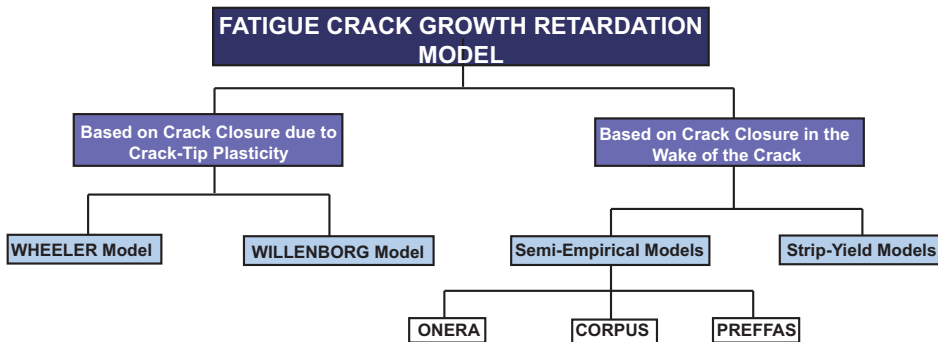 FATIGUE CRACK GROWTH RETARDATION
MODEL
Based on Crack Closure due to
Crack-Tip Plasticity
Based on Crack Closure in the
Wake of the Crack
WHEELER Model
WILLENBORG Model
Semi-Empirical Models
Strip-Yield Models
ONERA
CORPUS
PREFFAS